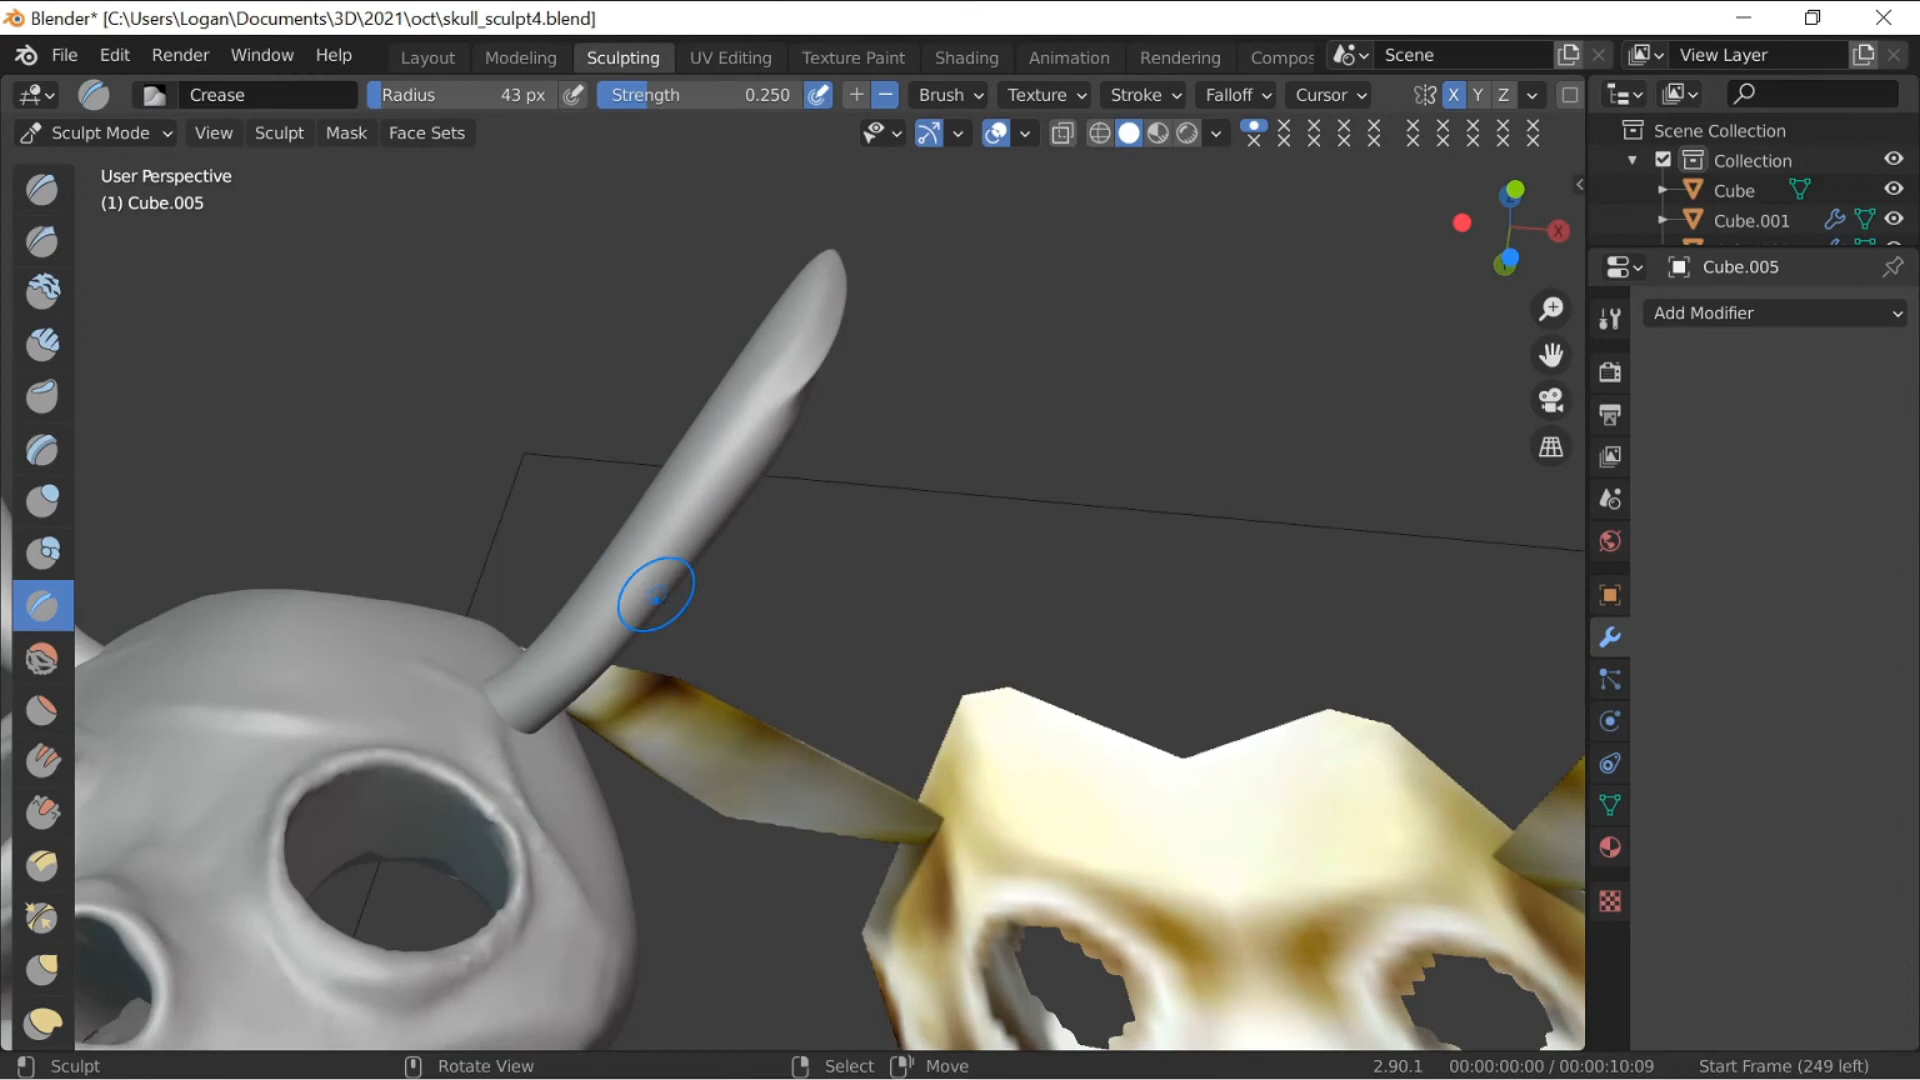 Blender* [C:\Users\Logan\Documents\3D\2021\oct\skull_sculpt4.blend]
File Edit Render Window Help Layout Modeling Sculpting UV Editing Texture Paint Shading Animation Rendering Compos Scene View Layer
Crease Radius 43 px Strength 0.250 Brush Texture Stroke Falloff Cursor X Y Z
Sculpt Mode View Sculpt Mask Face Sets
Scene Collection
Collection
Cube
Cube.001
User Perspective
(1) Cube.005
X
Cube.005
Add Modifier
Sculpt Rotate View Select Move 2.90.1 00:00:00:00 / 00:00:10:09 Start Frame (249 left)